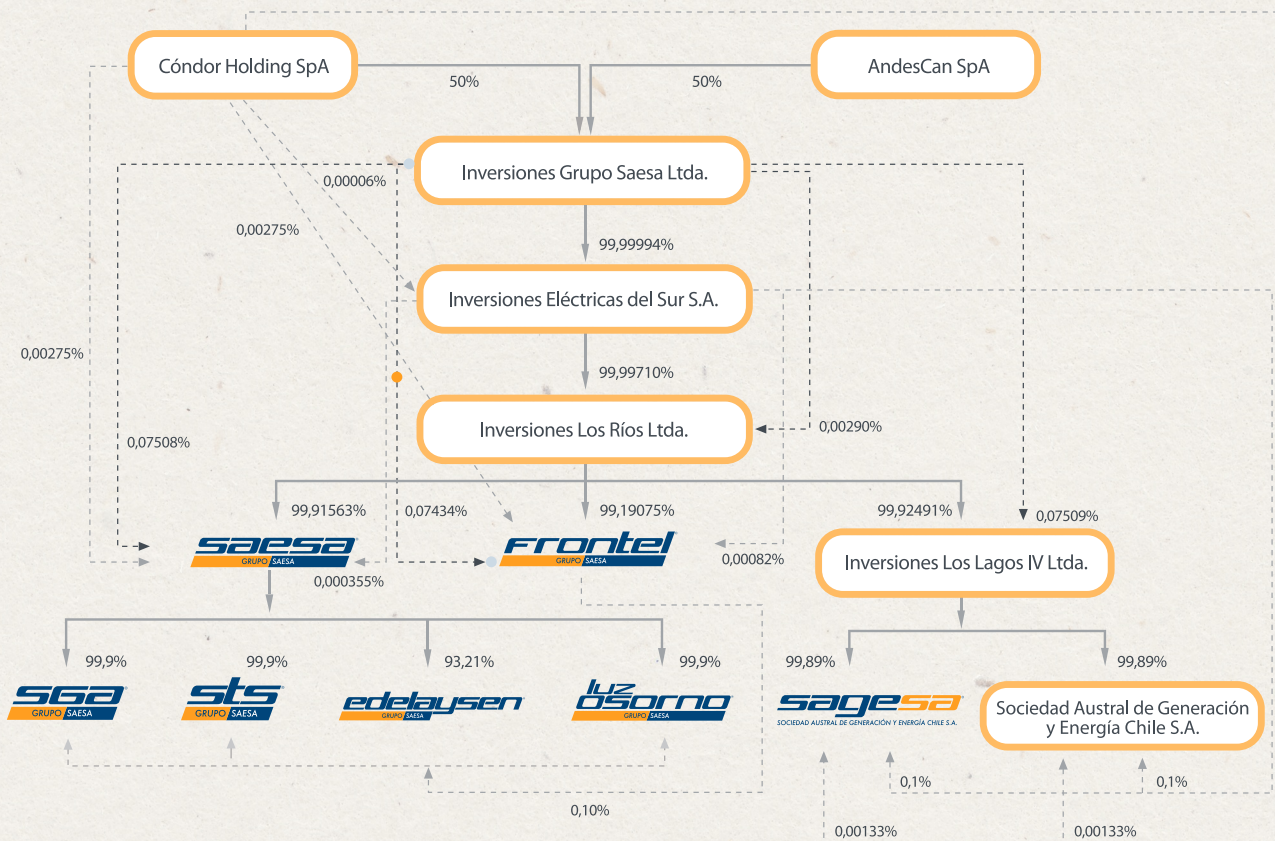 Cóndor Holding SpA
AndesCan SpA
50%
50%
Inversiones Grupo Saesa Ltda.
0,00006%
0,00275%
99,99994%
Inversiones Eléctricas del Sur S.A.
0,00275%
99,99710%
Inversiones Los Ríos Ltda.
0,00290%
0,07508%
99,91563%
0,07434%
99,19075%
99,92491%
0,07509%
saesa
GRUPO SAESA
frontel
GRUPO SAESA
0,00082%
Inversiones Los Lagos IV Ltda.
0,000355%
99,9%
99,9%
93,21%
99,9%
99,89%
99,89%
sga
GRUPO SAESA
sts
GRUPO SAESA
edelaysen
GRUPO SAESA
luz
osorno
GRUPO SAESA
sagesa
SOCIEDAD AUSTRAL DE GENERACIÓN Y ENERGÍA CHILE S.A.
Sociedad Austral de Generación
y Energía Chile S.A.
0,10%
0,1%
0,1%
0,00133%
0,00133%